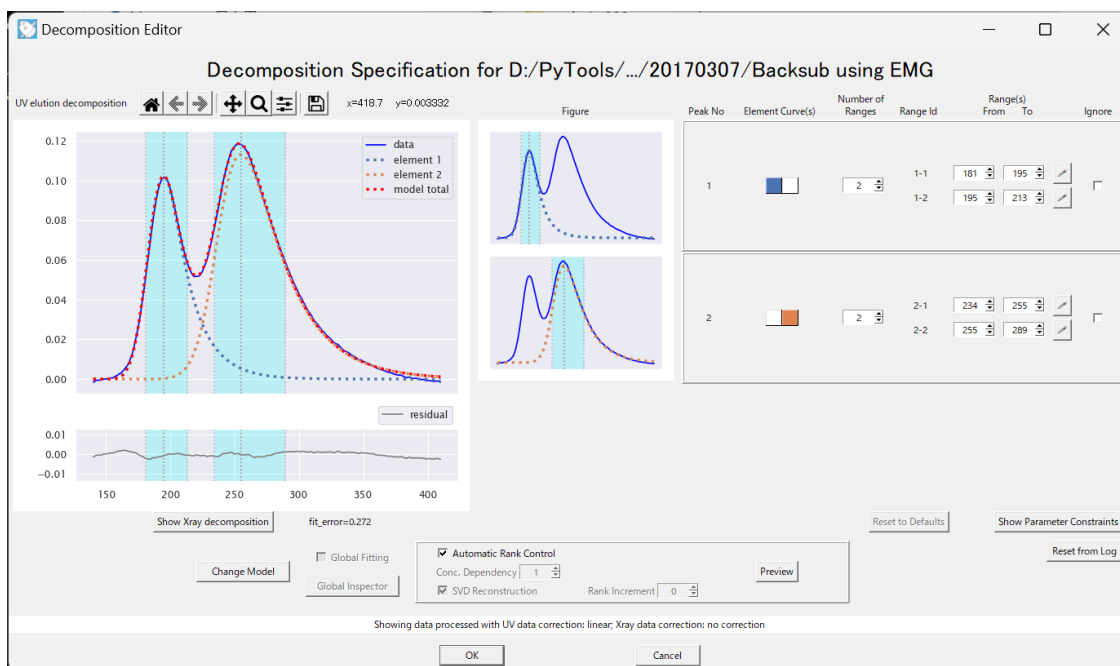 Decomposition Editor
Decomposition Specification for D:/PyTools/.../20170307/Backsub using EMG
UV elution decomposition
x=418.7 y=0.003332
Figure
Peak No
Element Curve(s)
Number of
Ranges
Range Id
Range(s)
From To
Ignore
0.12
0.10
0.08
0.06
0.04
0.02
0.00
data
element 1
element 2
model total
1
2
1-1
181
195
1-2
195
213
2
2
2-1
234
255
2-2
255
289
residual
0.01
0.00
−0.01
150 200 250 300 350 400
Show Xray decomposition
fit_error=0.272
Reset to Defaults
Show Parameter Constraints
Reset from Log
Change Model
Global Fitting
Global Inspector
Automatic Rank Control
Conc. Dependency 1
SVD Reconstruction
Rank Increment 0
Preview
Showing data processed with UV data correction: linear; Xray data correction: no correction
OK
Cancel